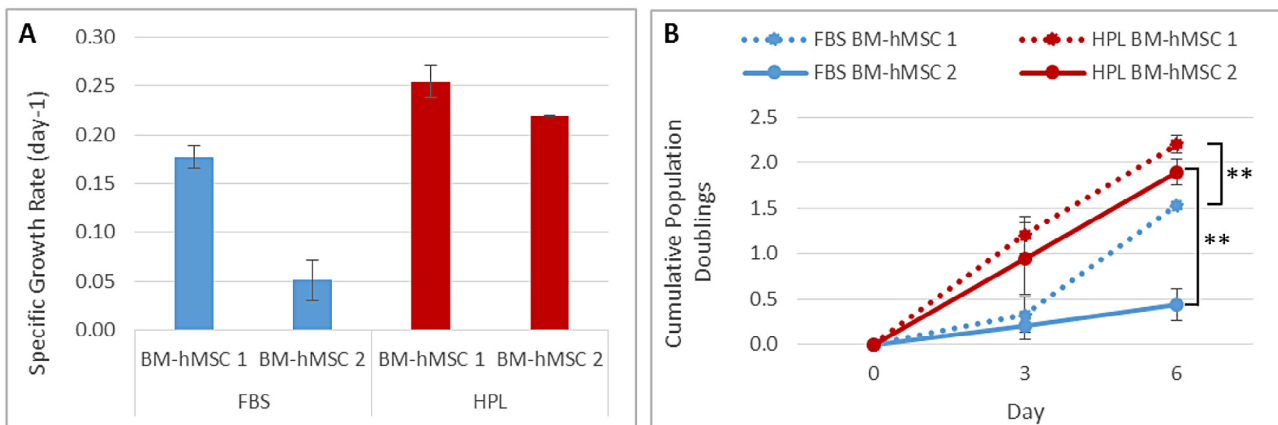 A
Specific Growth Rate (day-1)
0.30
0.25
0.20
0.15
0.10
0.05
0.00
BM-hMSC 1 BM-hMSC 2 BM-hMSC 1 BM-hMSC 2
FBS HPL
B
FBS BM-hMSC 1 HPL BM-hMSC 1
FBS BM-hMSC 2 HPL BM-hMSC 2
Cumulative Population
Doublings
2.5
2.0
1.5
1.0
0.5
0.0
**
**
0 3 6
Day